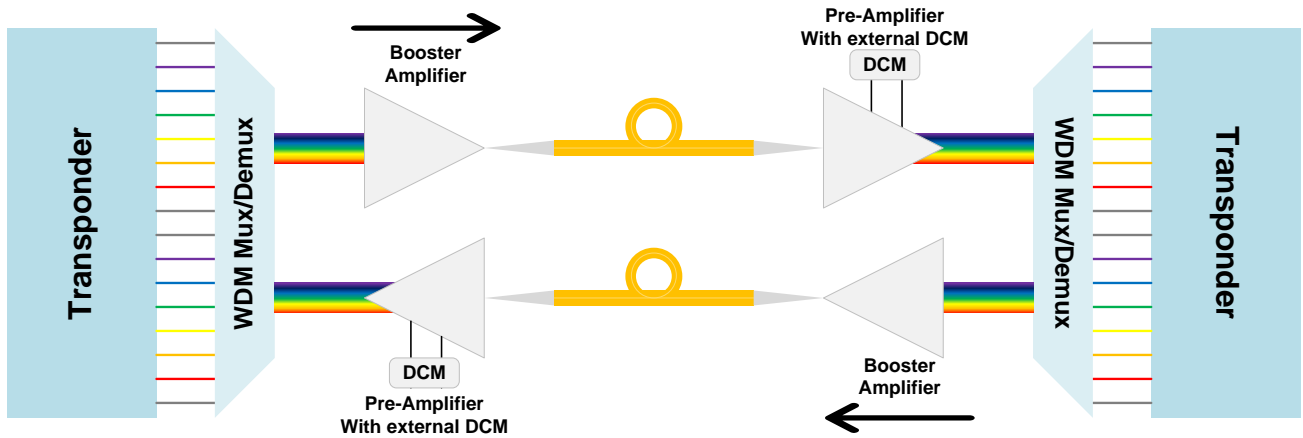 Transponder
WDM Mux/Demux
Booster
Amplifier
Pre-Amplifier
With external DCM
DCM
WDM Mux/Demux
Transponder
DCM
Pre-Amplifier
With external DCM
Booster
Amplifier